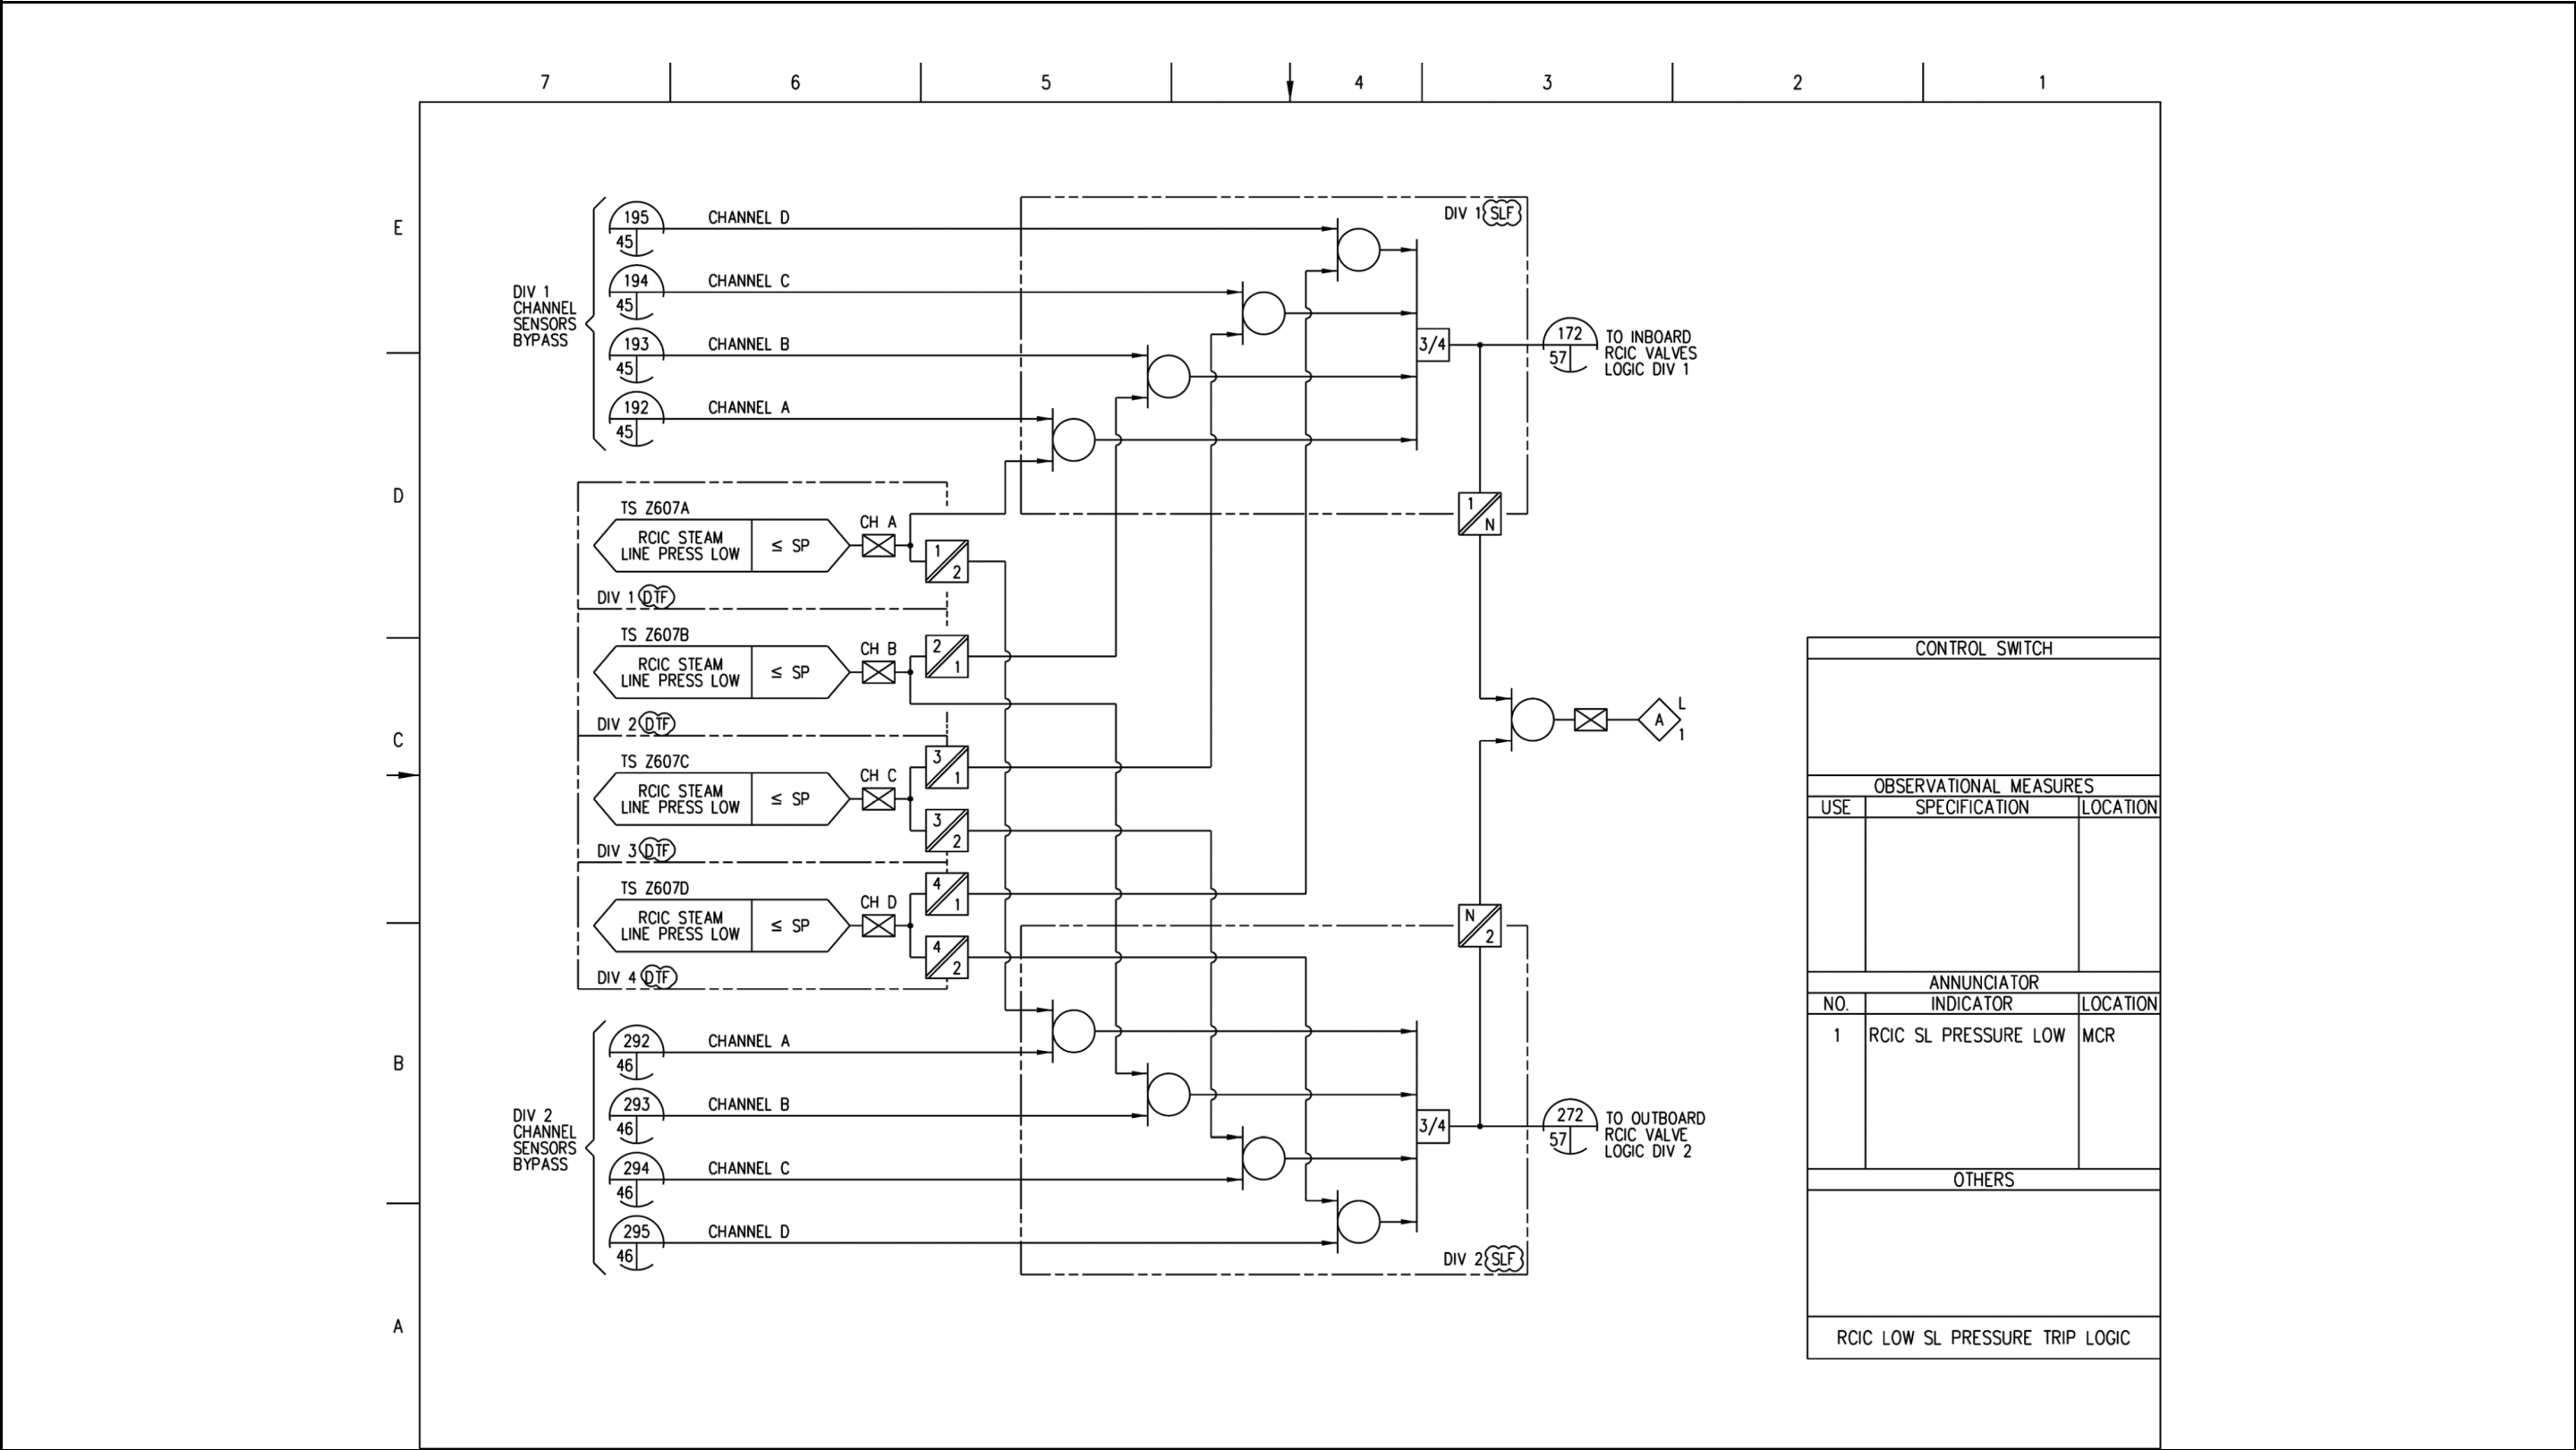 7 6 5 4 3 2 1
E
D
C
B
A
DIV 1
CHANNEL
SENSORS
BYPASS
195
45
CHANNEL D
194
45
CHANNEL C
193
45
CHANNEL B
192
45
CHANNEL A
DIV 1 SLF
3/4
172
57
TO INBOARD
RCIC VALVES
LOGIC DIV 1
1
N
TS Z607A
RCIC STEAM
LINE PRESS LOW
≤ SP
CH A
1
2
DIV 1 DTF
TS Z607B
RCIC STEAM
LINE PRESS LOW
≤ SP
CH B
2
1
DIV 2 DTF
TS Z607C
RCIC STEAM
LINE PRESS LOW
≤ SP
CH C
3
1
3
2
DIV 3 DTF
TS Z607D
RCIC STEAM
LINE PRESS LOW
≤ SP
CH D
4
1
4
2
DIV 4 DTF
A
L
1
N
2
DIV 2
CHANNEL
SENSORS
BYPASS
292
46
CHANNEL A
293
46
CHANNEL B
294
46
CHANNEL C
295
46
CHANNEL D
3/4
272
57
TO OUTBOARD
RCIC VALVE
LOGIC DIV 2
DIV 2 SLF
CONTROL SWITCH
OBSERVATIONAL MEASURES
USE SPECIFICATION LOCATION
ANNUNCIATOR
NO. INDICATOR LOCATION
1 RCIC SL PRESSURE LOW MCR
OTHERS
RCIC LOW SL PRESSURE TRIP LOGIC